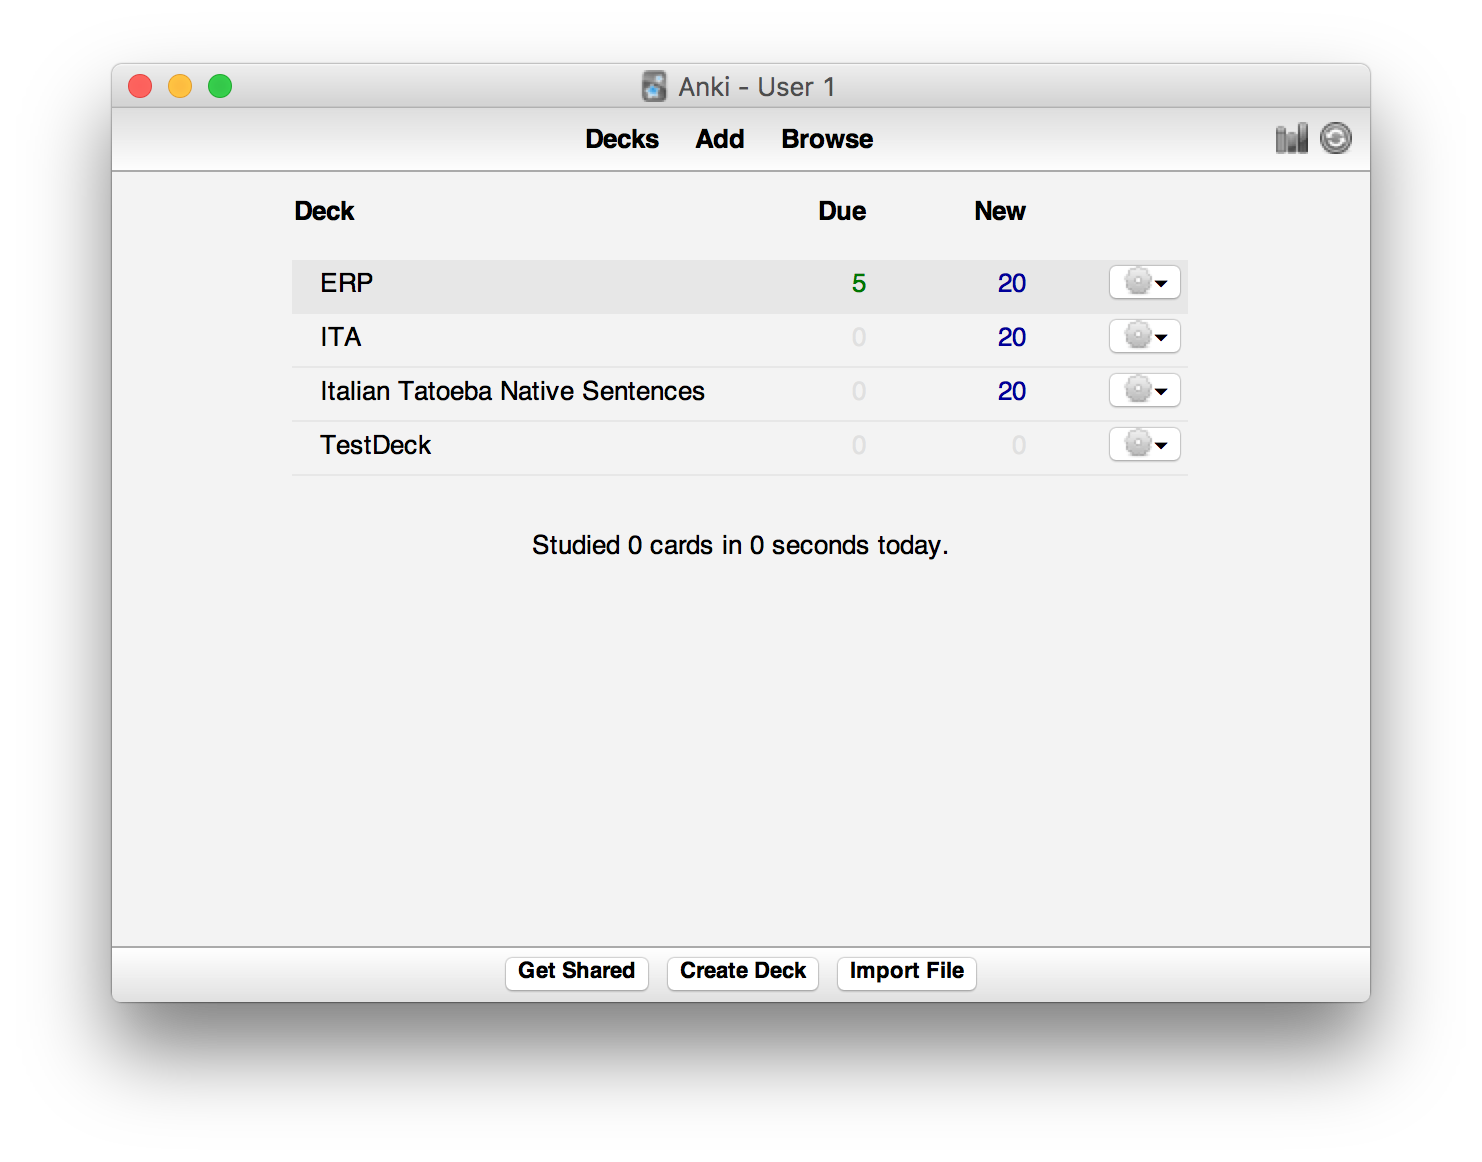 Anki - User 1
Decks Add Browse
Deck Due New
ERP 5 20
ITA 0 20
Italian Tatoeba Native Sentences 0 20
TestDeck 0 0
Studied 0 cards in 0 seconds today.
Get Shared Create Deck Import File